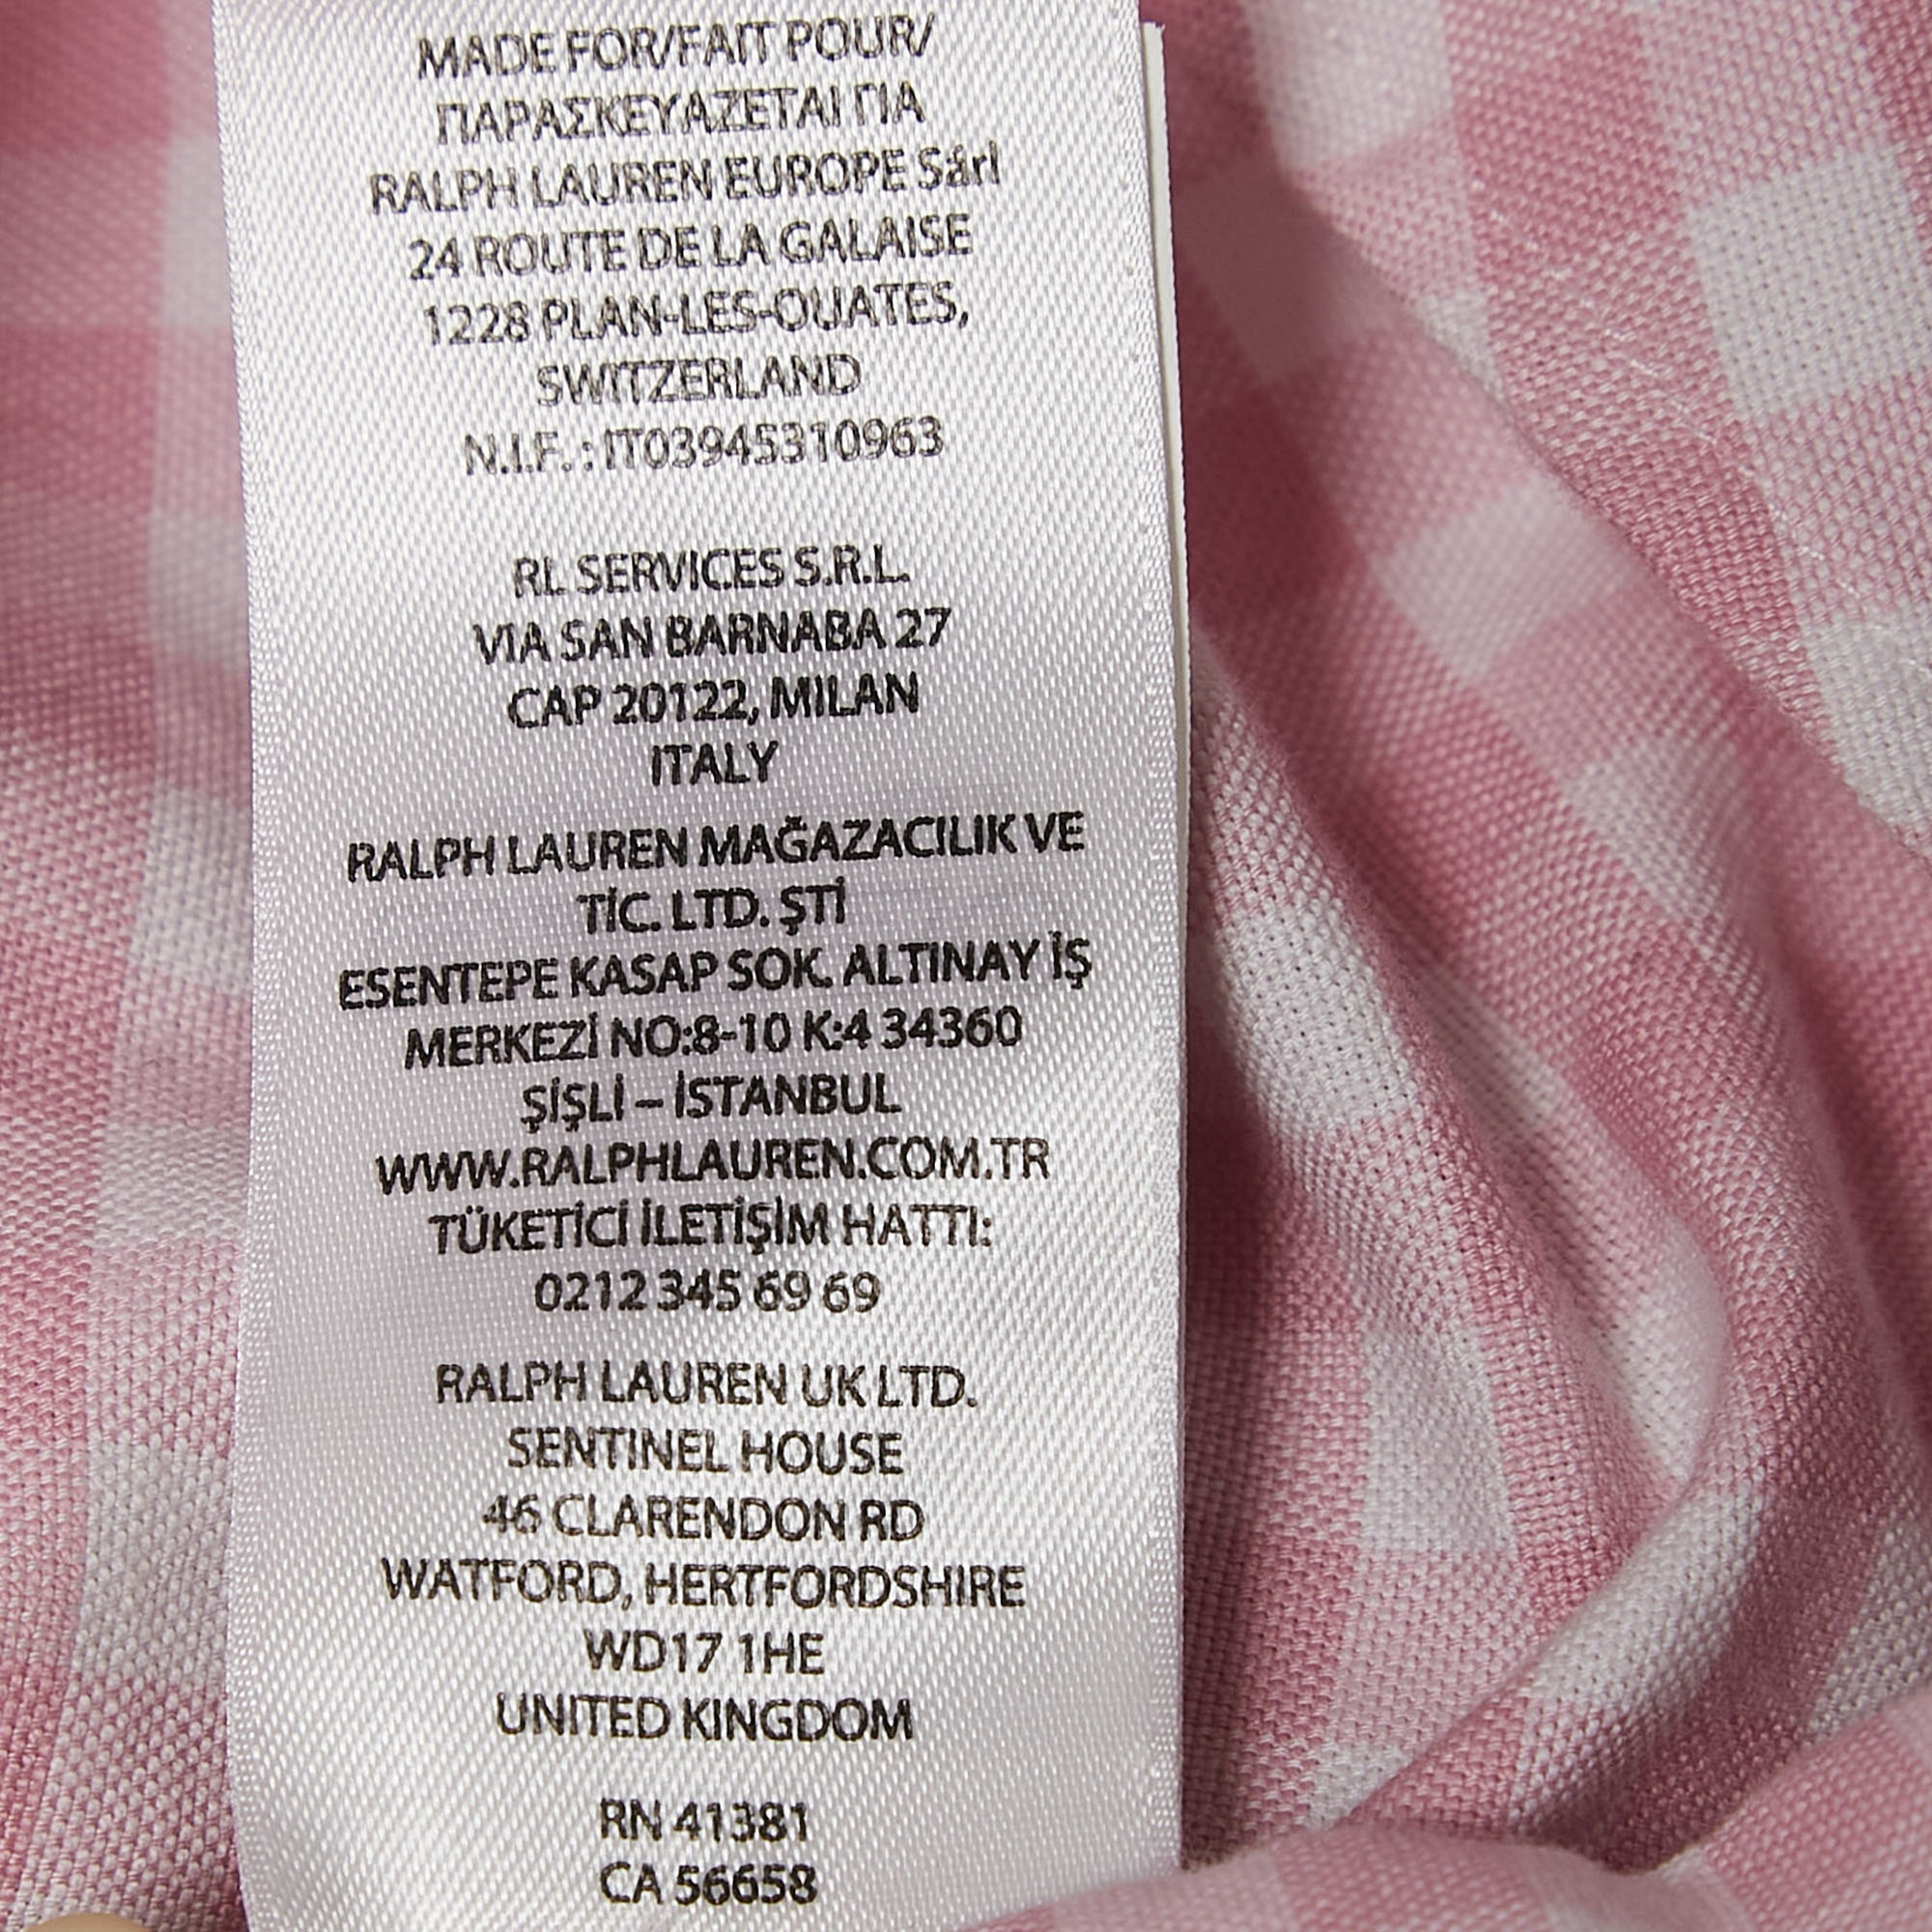 MADE FOR/FAIT POUR/
ΠΑΡΑΣΚΕΥΑΖΕΤΑΙ ΓΙΑ
RALPH LAUREN EUROPE Sárl
24 ROUTE DE LA GALAISE
1228 PLAN-LES-OUATES,
SWITZERLAND
N.I.F. : IT03945310963
RL SERVICES S.R.L.
VIA SAN BARNABA 27
CAP 20122, MILAN
ITALY
RALPH LAUREN MAĞAZACILIK VE
TİC. LTD. ŞTİ
ESENTEPE KASAP SOK. ALTINAY İŞ
MERKEZİ NO:8-10 K:4 34360
ŞİŞLİ – İSTANBUL
WWW.RALPHLAUREN.COM.TR
TÜKETİCİ İLETİŞİM HATTI:
0212 345 69 69
RALPH LAUREN UK LTD.
SENTINEL HOUSE
46 CLARENDON RD
WATFORD, HERTFORDSHIRE
WD17 1HE
UNITED KINGDOM
RN 41381
CA 56658